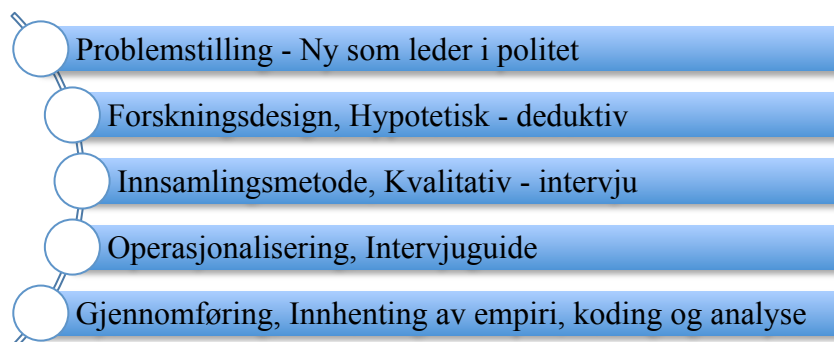 Problemstilling - Ny som leder i politet
Forskningsdesign, Hypotetisk - deduktiv
Innsamlingsmetode, Kvalitativ - intervju
Operasjonalisering, Intervjuguide
Gjennomføring, Innhenting av empiri, koding og analyse